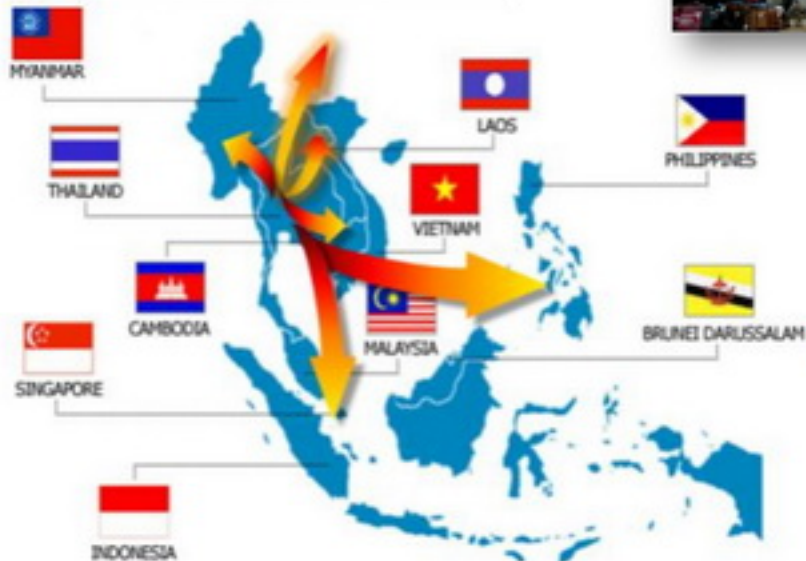 MYANMAR
LAOS
PHILIPPINES
THAILAND
VIETNAM
CAMBODIA
MALAYSIA
BRUNEI DARUSSALAM
SINGAPORE
INDONESIA